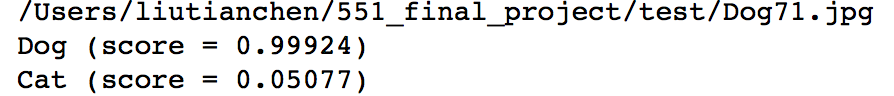 /Users/liutianchen/551_final_project/test/Dog71.jpg
Dog (score = 0.99924)
Cat (score = 0.05077)